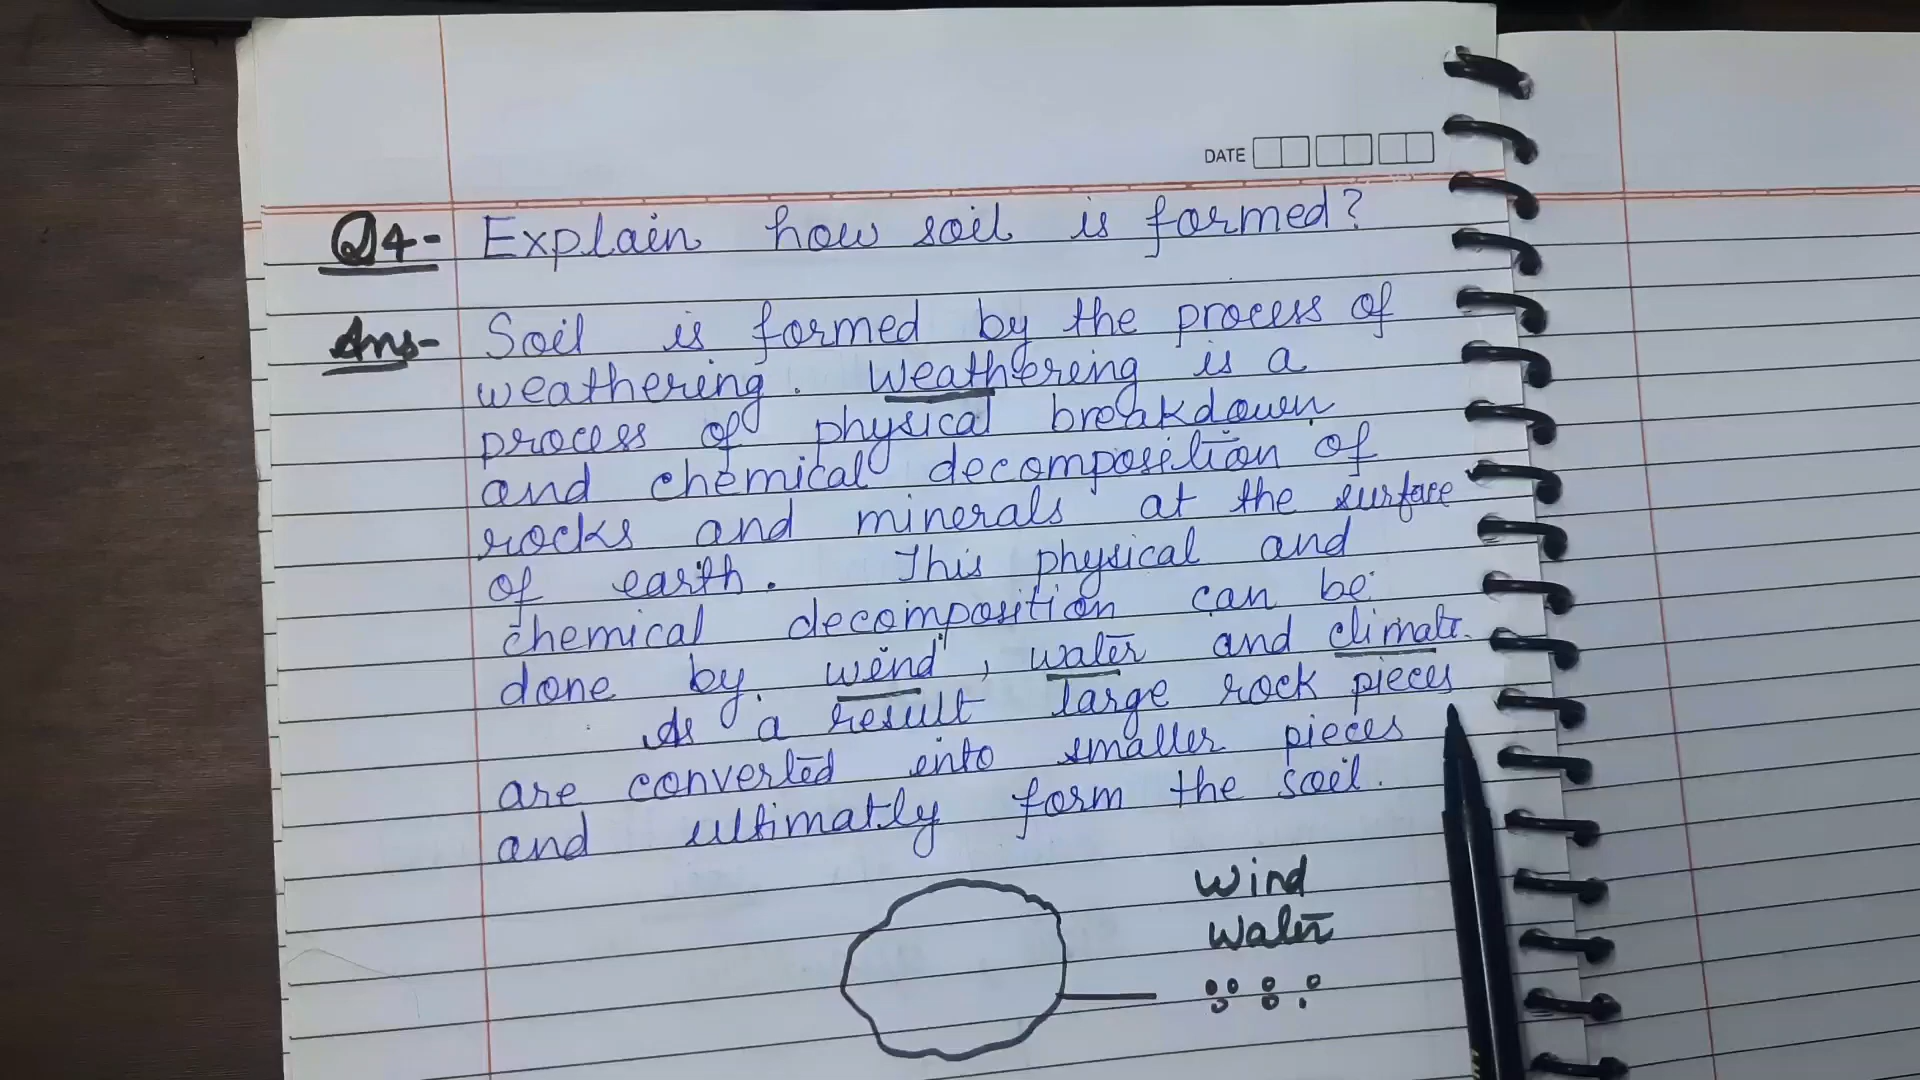 DATE
Q4- Explain how soil is formed?
Ans- Soil is formed by the process of
weathering. Weathering is a
process of physical breakdown
and chemical decomposition of
rocks and minerals at the surface
of earth. This physical and
chemical decomposition can be
done by wind, water and climate.
As a result large rock pieces
are converted into smaller pieces
and ultimatly form the soil.
Wind
Water